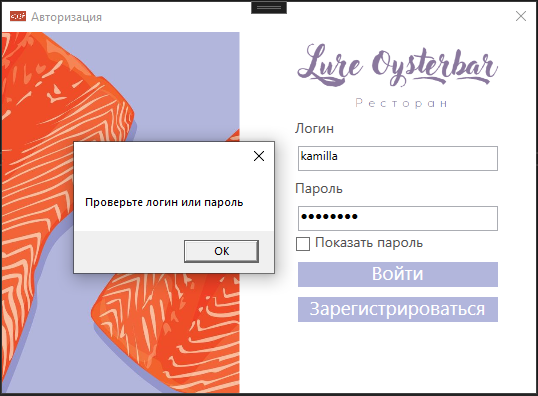 Авторизация
Lure Oysterbar
Ресторан
Логин
kamilla
Пароль
●●●●●●●●
Показать пароль
Войти
Зарегистрироваться
Проверьте логин или пароль
OK